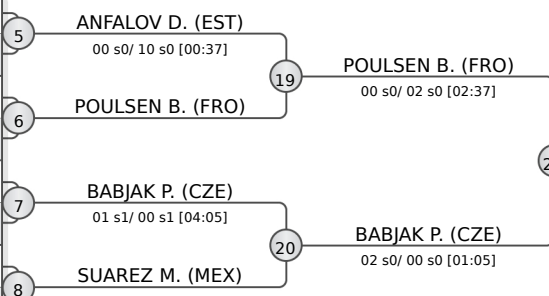 5
ANFALOV D. (EST)
00 s0/ 10 s0 [00:37]
19
POULSEN B. (FRO)
00 s0/ 02 s0 [02:37]
6
POULSEN B. (FRO)
7
BABJAK P. (CZE)
01 s1/ 00 s1 [04:05]
20
BABJAK P. (CZE)
02 s0/ 00 s0 [01:05]
8
SUAREZ M. (MEX)